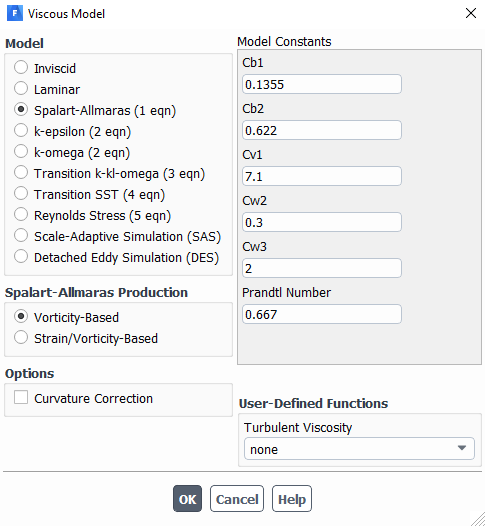 Viscous Model
Model
Inviscid
Laminar
Spalart-Allmaras (1 eqn)
k-epsilon (2 eqn)
k-omega (2 eqn)
Transition k-kl-omega (3 eqn)
Transition SST (4 eqn)
Reynolds Stress (5 eqn)
Scale-Adaptive Simulation (SAS)
Detached Eddy Simulation (DES)
Spalart-Allmaras Production
Vorticity-Based
Strain/Vorticity-Based
Options
Curvature Correction
Model Constants
Cb1
0.1355
Cb2
0.622
Cv1
7.1
Cw2
0.3
Cw3
2
Prandtl Number
0.667
User-Defined Functions
Turbulent Viscosity
none
OK
Cancel
Help